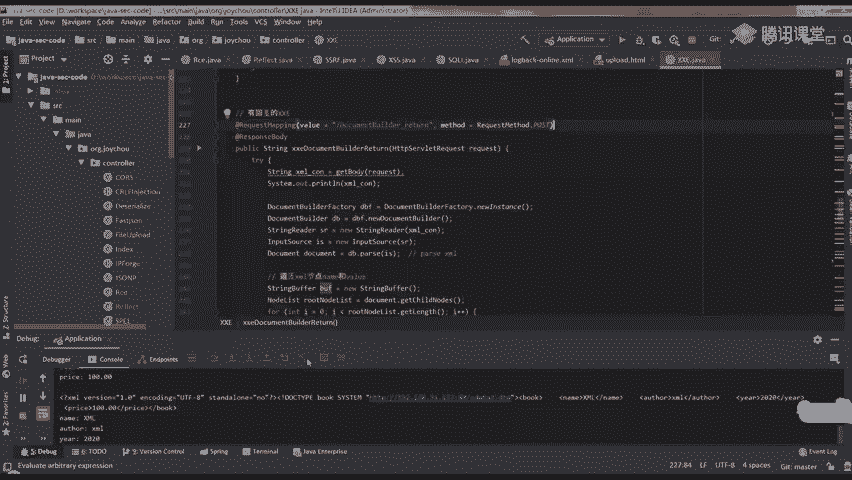 java-sec-code [D:\workspace\java-sec-code] - ...\src\main\java\org\joychou\controller\XXE.java - IntelliJ IDEA (Administrator)
File Edit View Navigate Code Analyze Refactor Build Run Tools VCS Window Help
java-sec-code src main java org joychou controller XXE Application Git:
腾讯课堂
Project Rce.java Reflect.java SSRF.java XSS.java SQLI.java logback-online.xml upload.html XXE.java
java-sec-code
src
main
java
org.joychou
controller
CORS
CRLFInjection
Deserialize
Fastjson
FileUpload
Index
IPForge
JSONP
Rce
Reflect
SPEL
}
// 有回显的XXE
227 @RequestMapping(value = "/DocumentBuilder_return", method = RequestMethod.POST)
@ResponseBody
public String xxeDocumentBuilderReturn(HttpServletRequest request) {
try {
String xml_con = getBody(request);
System.out.println(xml_con);
DocumentBuilderFactory dbf = DocumentBuilderFactory.newInstance();
DocumentBuilder db = dbf.newDocumentBuilder();
StringReader sr = new StringReader(xml_con);
InputSource is = new InputSource(sr);
Document document = db.parse(is); // parse xml
// 遍历xml节点name和value
StringBuffer buf = new StringBuffer();
NodeList rootNodeList = document.getChildNodes();
for (int i = 0; i < rootNodeList.getLength(); i++) {
XXE xxeDocumentBuilderReturn()
Debug: Application
Debugger Console Endpoints
price: 100.00
<?xml version="1.0" encoding="UTF-8" standalone="no"?><!DOCTYPE book SYSTEM <book> <name>XML</name> <author>xml</author> <year>2020</year>
<price>100.00</price></book>
name: XML
author: xml
year: 2020
5: Debug 6: TODO 9: Version Control Spring Terminal Java Enterprise Event Log
Evaluate arbitrary expression 227:84 LF UTF-8 4 spaces Git: master
1: Project
7: Structure
Web
2: Favorites